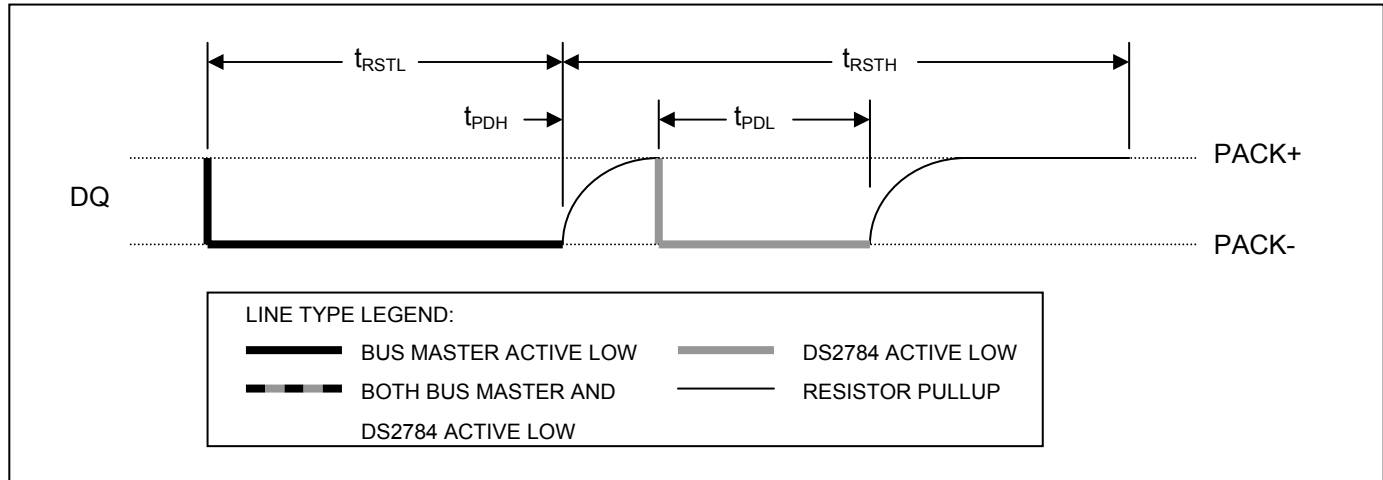 tRSTL
tRSTH
tPDH
tPDL
PACK+
DQ
PACK-
LINE TYPE LEGEND:
BUS MASTER ACTIVE LOW
DS2784 ACTIVE LOW
BOTH BUS MASTER AND
DS2784 ACTIVE LOW
RESISTOR PULLUP